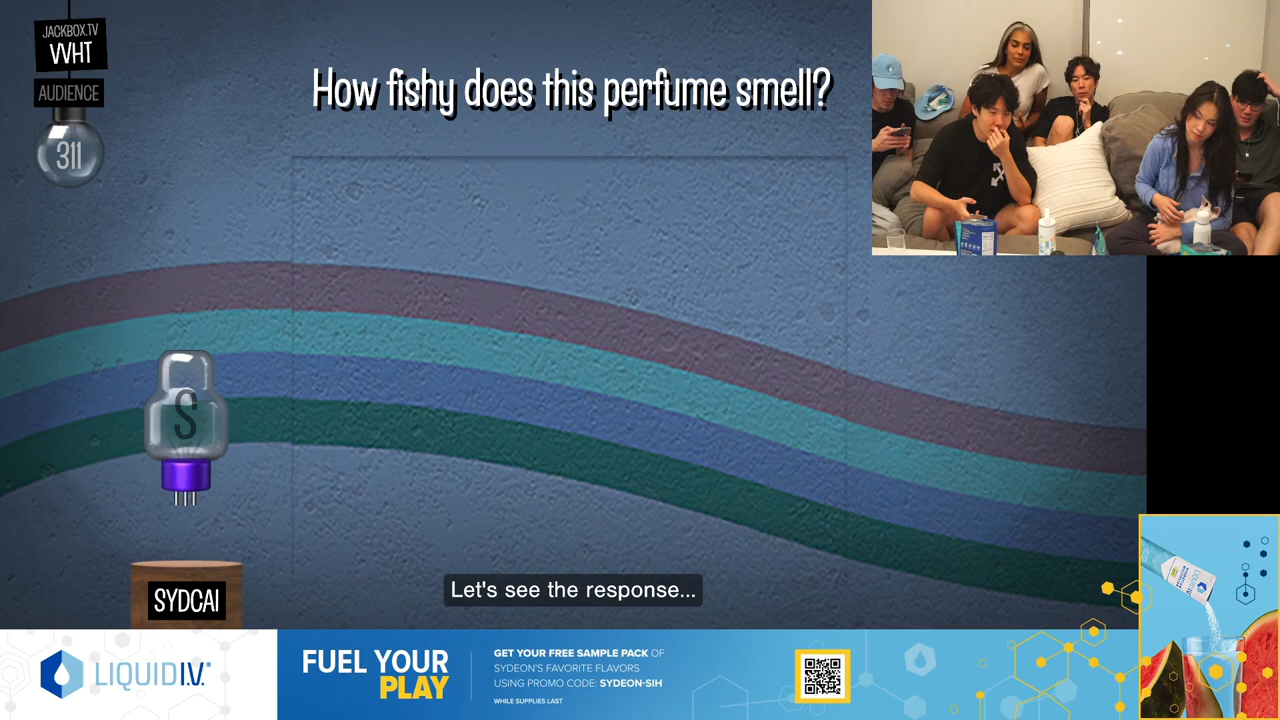 JACKBOX.TV
VVHT
AUDIENCE
311
How fishy does this perfume smell?
S
SYDCAI
Let's see the response...
LIQUID I.V.®
FUEL YOUR
PLAY
GET YOUR FREE SAMPLE PACK OF
SYDEON'S FAVORITE FLAVORS
USING PROMO CODE: SYDEON-SIH
WHILE SUPPLIES LAST